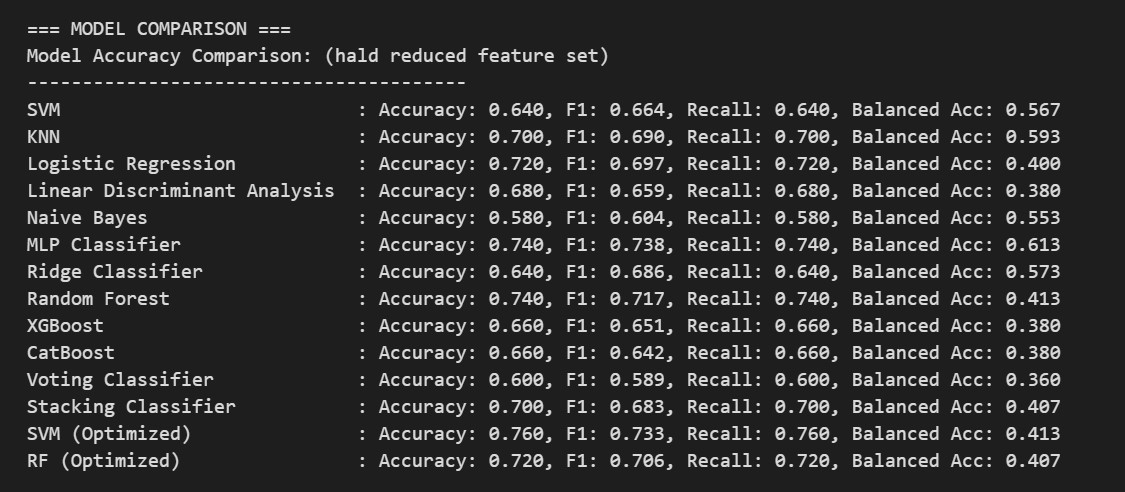 === MODEL COMPARISON ===
Model Accuracy Comparison: (hald reduced feature set)
----------------------------------------
SVM                           : Accuracy: 0.640, F1: 0.664, Recall: 0.640, Balanced Acc: 0.567
KNN                           : Accuracy: 0.700, F1: 0.690, Recall: 0.700, Balanced Acc: 0.593
Logistic Regression           : Accuracy: 0.720, F1: 0.697, Recall: 0.720, Balanced Acc: 0.400
Linear Discriminant Analysis  : Accuracy: 0.680, F1: 0.659, Recall: 0.680, Balanced Acc: 0.380
Naive Bayes                   : Accuracy: 0.580, F1: 0.604, Recall: 0.580, Balanced Acc: 0.553
MLP Classifier                : Accuracy: 0.740, F1: 0.738, Recall: 0.740, Balanced Acc: 0.613
Ridge Classifier              : Accuracy: 0.640, F1: 0.686, Recall: 0.640, Balanced Acc: 0.573
Random Forest                 : Accuracy: 0.740, F1: 0.717, Recall: 0.740, Balanced Acc: 0.413
XGBoost                       : Accuracy: 0.660, F1: 0.651, Recall: 0.660, Balanced Acc: 0.380
CatBoost                      : Accuracy: 0.660, F1: 0.642, Recall: 0.660, Balanced Acc: 0.380
Voting Classifier             : Accuracy: 0.600, F1: 0.589, Recall: 0.600, Balanced Acc: 0.360
Stacking Classifier           : Accuracy: 0.700, F1: 0.683, Recall: 0.700, Balanced Acc: 0.407
SVM (Optimized)               : Accuracy: 0.760, F1: 0.733, Recall: 0.760, Balanced Acc: 0.413
RF (Optimized)                : Accuracy: 0.720, F1: 0.706, Recall: 0.720, Balanced Acc: 0.407